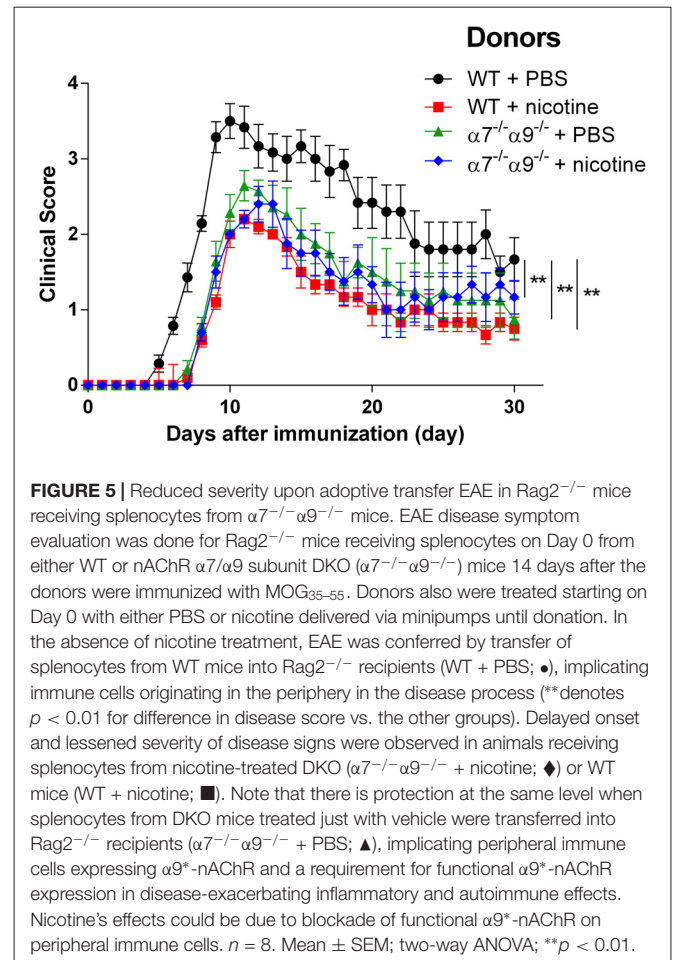 Donors
WT + PBS
WT + nicotine
α7-/-α9-/- + PBS
α7-/-α9-/- + nicotine
4
3
2
1
0
Clinical Score
**
**
**
0 10 20 30
Days after immunization (day)
FIGURE 5 | Reduced severity upon adoptive transfer EAE in Rag2−/− mice
receiving splenocytes from α7−/−α9−/− mice. EAE disease symptom
evaluation was done for Rag2−/− mice receiving splenocytes on Day 0 from
either WT or nAChR α7/α9 subunit DKO (α7−/−α9−/−) mice 14 days after the
donors were immunized with MOG35–55. Donors also were treated starting on
Day 0 with either PBS or nicotine delivered via minipumps until donation. In
the absence of nicotine treatment, EAE was conferred by transfer of
splenocytes from WT mice into Rag2−/− recipients (WT + PBS; •), implicating
immune cells originating in the periphery in the disease process (**denotes
p < 0.01 for difference in disease score vs. the other groups). Delayed onset
and lessened severity of disease signs were observed in animals receiving
splenocytes from nicotine-treated DKO (α7−/−α9−/− + nicotine; ♦) or WT
mice (WT + nicotine; ■). Note that there is protection at the same level when
splenocytes from DKO mice treated just with vehicle were transferred into
Rag2−/− recipients (α7−/−α9−/− + PBS; ▲), implicating peripheral immune
cells expressing α9*-nAChR and a requirement for functional α9*-nAChR
expression in disease-exacerbating inflammatory and autoimmune effects.
Nicotine's effects could be due to blockade of functional α9*-nAChR on
peripheral immune cells. n = 8. Mean ± SEM; two-way ANOVA; **p < 0.01.